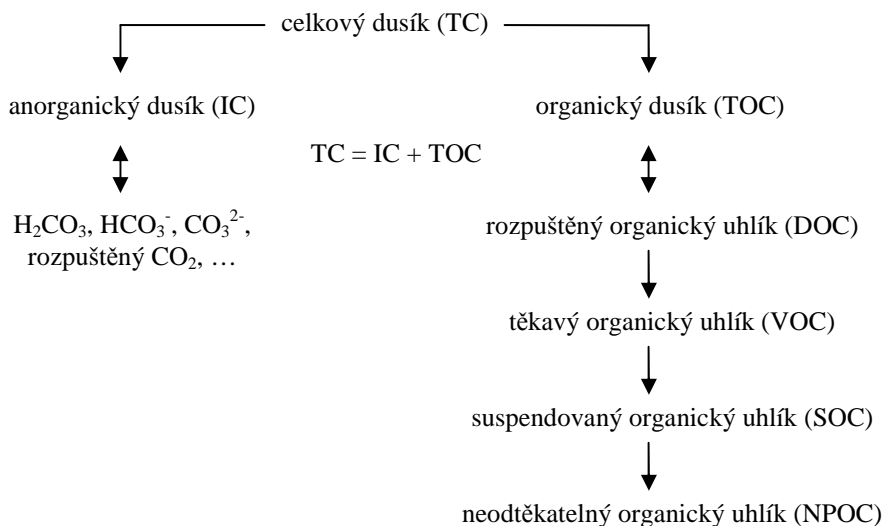 celkový dusík (TC)
anorganický dusík (IC)
organický dusík (TOC)
TC = IC + TOC
H₂CO₃, HCO₃⁻, CO₃²⁻,
rozpuštěný CO₂, …
rozpuštěný organický uhlík (DOC)
těkavý organický uhlík (VOC)
suspendovaný organický uhlík (SOC)
neodtěkatelný organický uhlík (NPOC)